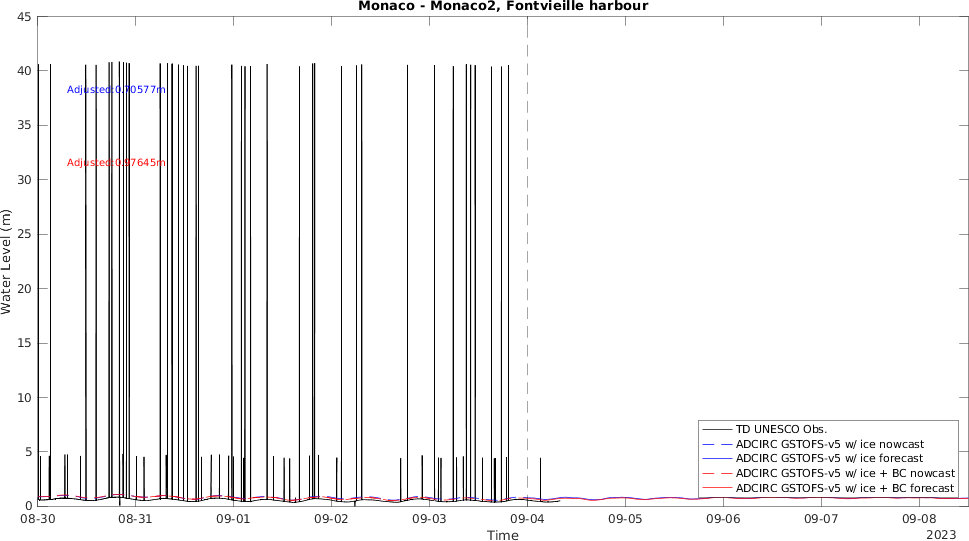 Monaco - Monaco2, Fontvieille harbour
45
40
35
30
25
20
15
10
5
0
Water Level (m)
Adjusted:0.70577m
Adjusted:0.97645m
TD UNESCO Obs.
ADCIRC GSTOFS-v5 w/ ice nowcast
ADCIRC GSTOFS-v5 w/ ice forecast
ADCIRC GSTOFS-v5 w/ ice + BC nowcast
ADCIRC GSTOFS-v5 w/ ice + BC forecast
08-30 08-31 09-01 09-02 09-03 09-04 09-05 09-06 09-07 09-08
Time
2023